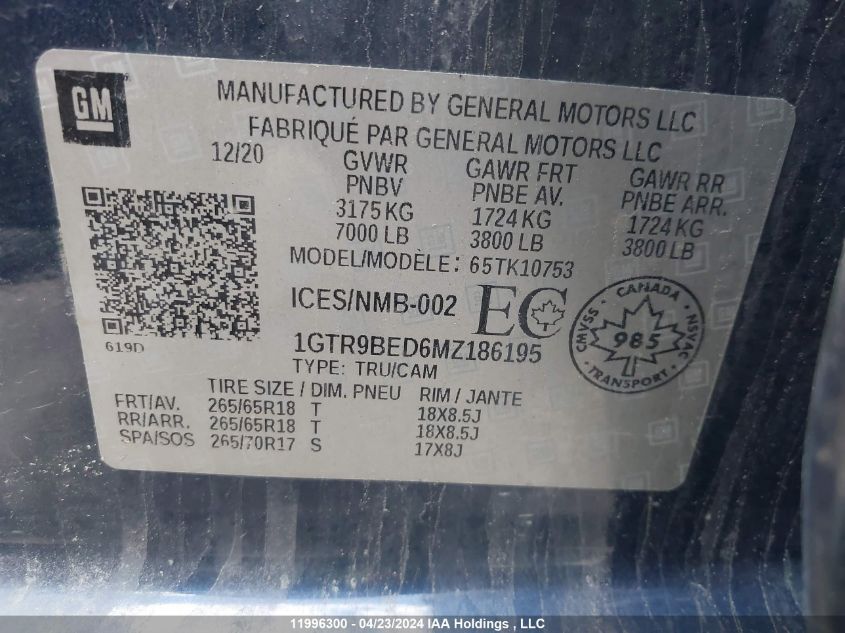 GM
MANUFACTURED BY GENERAL MOTORS LLC
FABRIQUÉ PAR GENERAL MOTORS LLC
12/20 GVWR GAWR FRT GAWR RR
PNBV PNBE AV. PNBE ARR.
3175 KG 1724 KG 1724 KG
7000 LB 3800 LB 3800 LB
MODEL/MODÈLE: 65TK10753
ICES/NMB-002 EC
CANADA
CMVSS 985 NSVAC
TRANSPORT
619D
1GTR9BED6MZ186195
TYPE: TRU/CAM
TIRE SIZE / DIM. PNEU RIM / JANTE
FRT/AV. 265/65R18 T 18X8.5J
RR/ARR. 265/65R18 T 18X8.5J
SPA/SOS 265/70R17 S 17X8J
11996300 - 04/23/2024 IAA Holdings , LLC